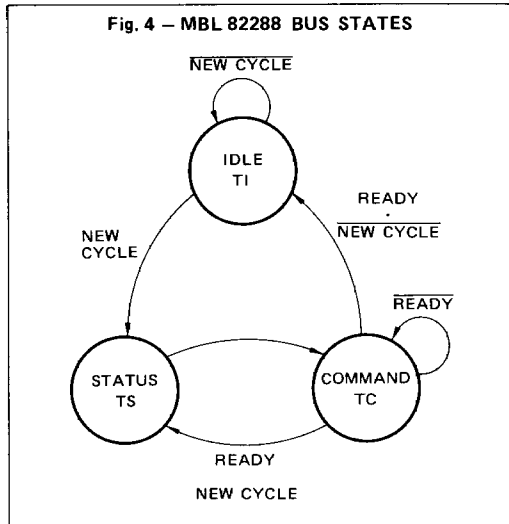 Fig. 4 – MBL 82288 BUS STATES
NEW CYCLE
IDLE
TI
READY
·
NEW CYCLE
NEW
CYCLE
READY
STATUS
TS
COMMAND
TC
READY
NEW CYCLE